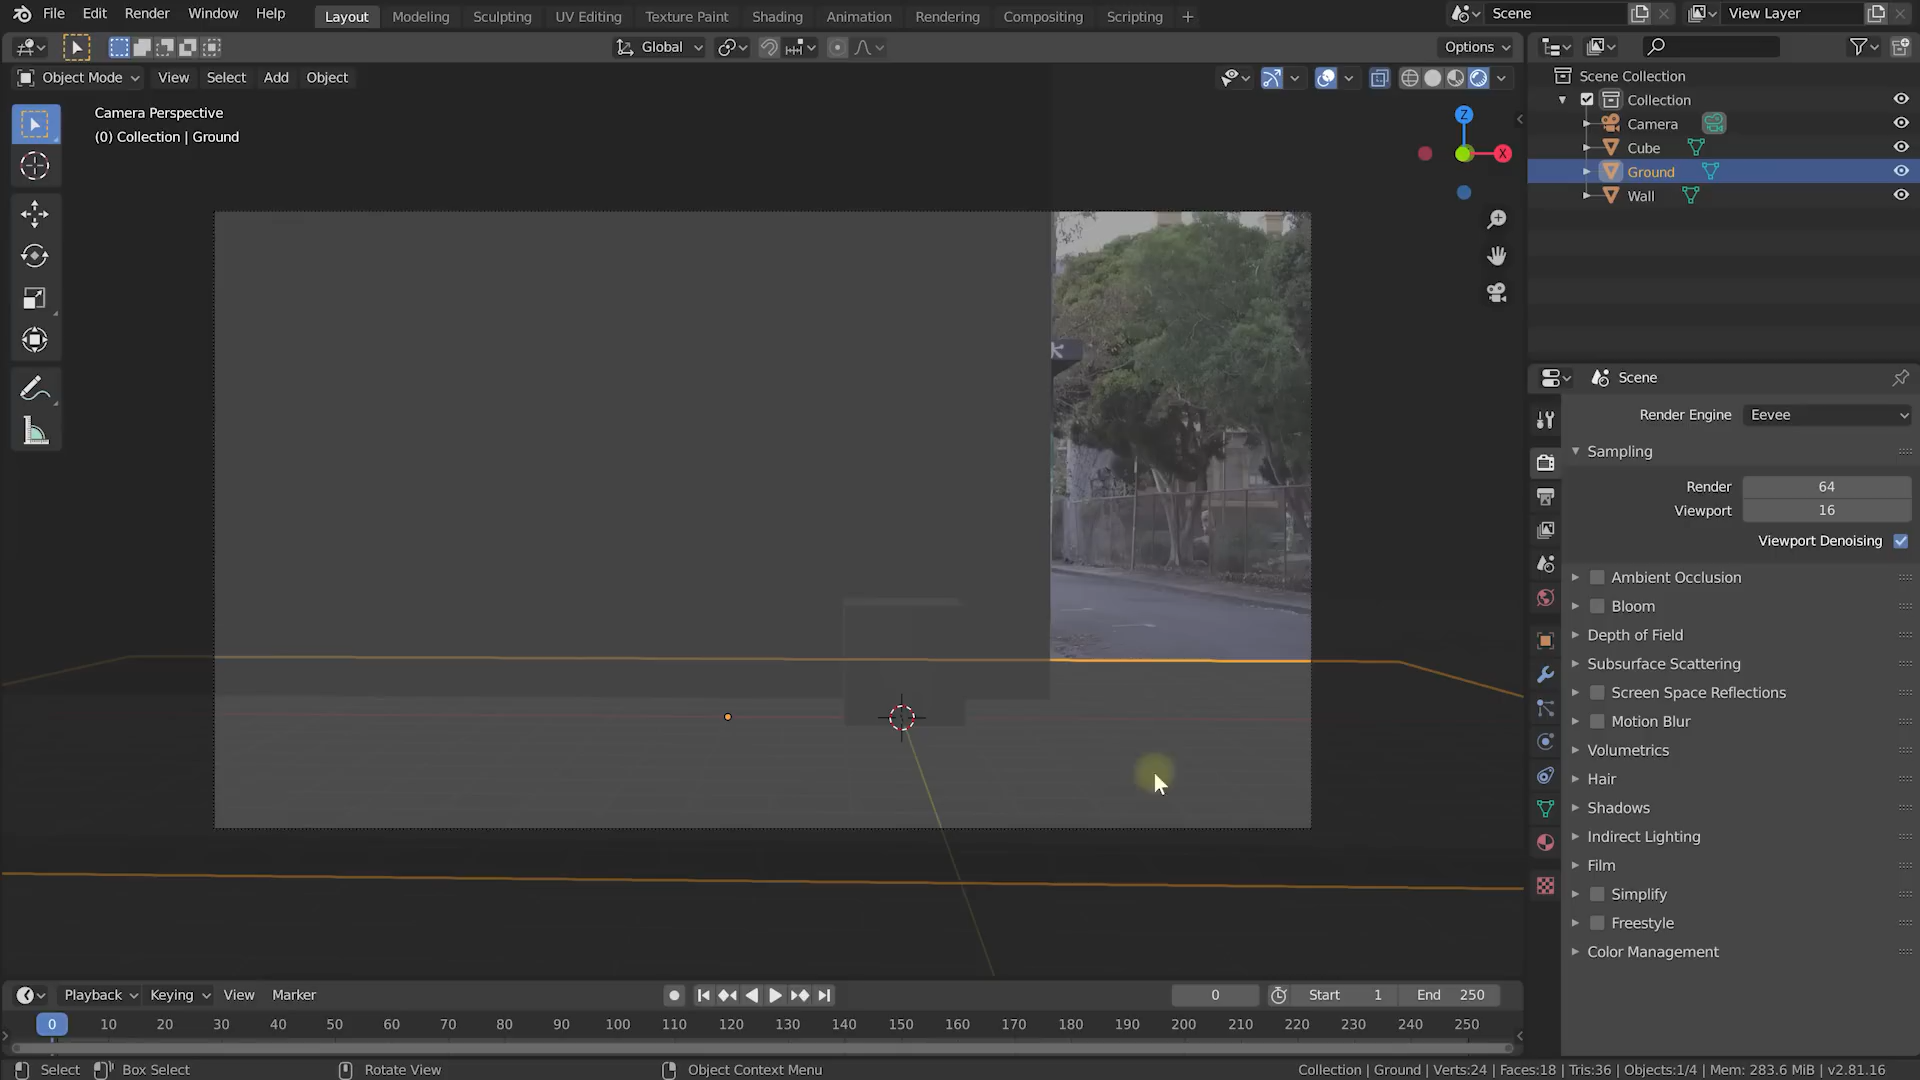 File Edit Render Window Help Layout Modeling Sculpting UV Editing Texture Paint Shading Animation Rendering Compositing Scripting + Scene View Layer
Global Options
Object Mode View Select Add Object
Camera Perspective
(0) Collection | Ground
Z
X
Scene Collection
Collection
Camera
Cube
Ground
Wall
Scene
Render Engine Eevee
Sampling
Render 64
Viewport 16
Viewport Denoising
Ambient Occlusion
Bloom
Depth of Field
Subsurface Scattering
Screen Space Reflections
Motion Blur
Volumetrics
Hair
Shadows
Indirect Lighting
Film
Simplify
Freestyle
Color Management
Playback Keying View Marker 0 Start 1 End 250
0 10 20 30 40 50 60 70 80 90 100 110 120 130 140 150 160 170 180 190 200 210 220 230 240 250
Select Box Select Rotate View Object Context Menu Collection | Ground | Verts:24 | Faces:18 | Tris:36 | Objects:1/4 | Mem: 283.6 MiB | v2.81.16